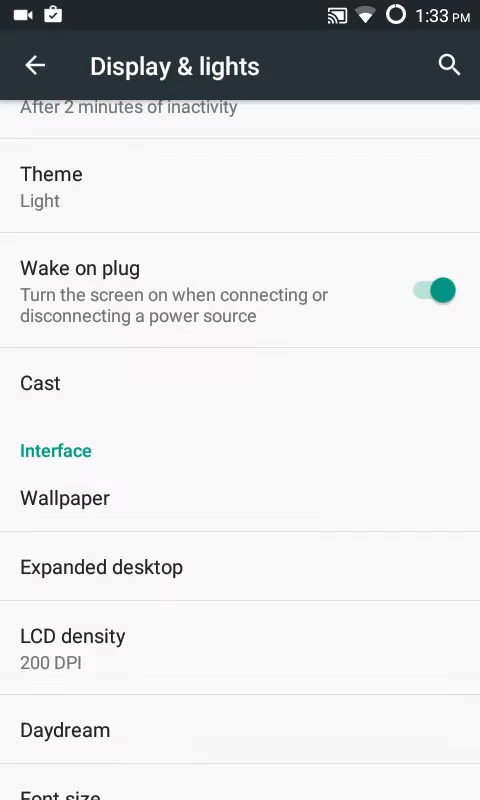 1:33 PM
Display & lights
After 2 minutes of inactivity
Theme
Light
Wake on plug
Turn the screen on when connecting or
disconnecting a power source
Cast
Interface
Wallpaper
Expanded desktop
LCD density
200 DPI
Daydream
Font size